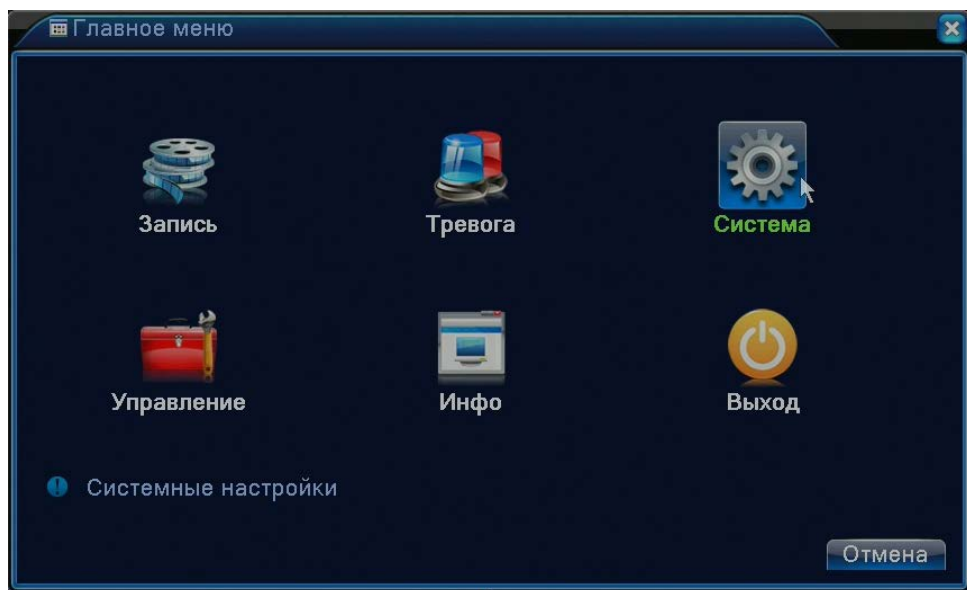 Главное меню
Запись
Тревога
Система
Управление
Инфо
Выход
Системные настройки
Отмена